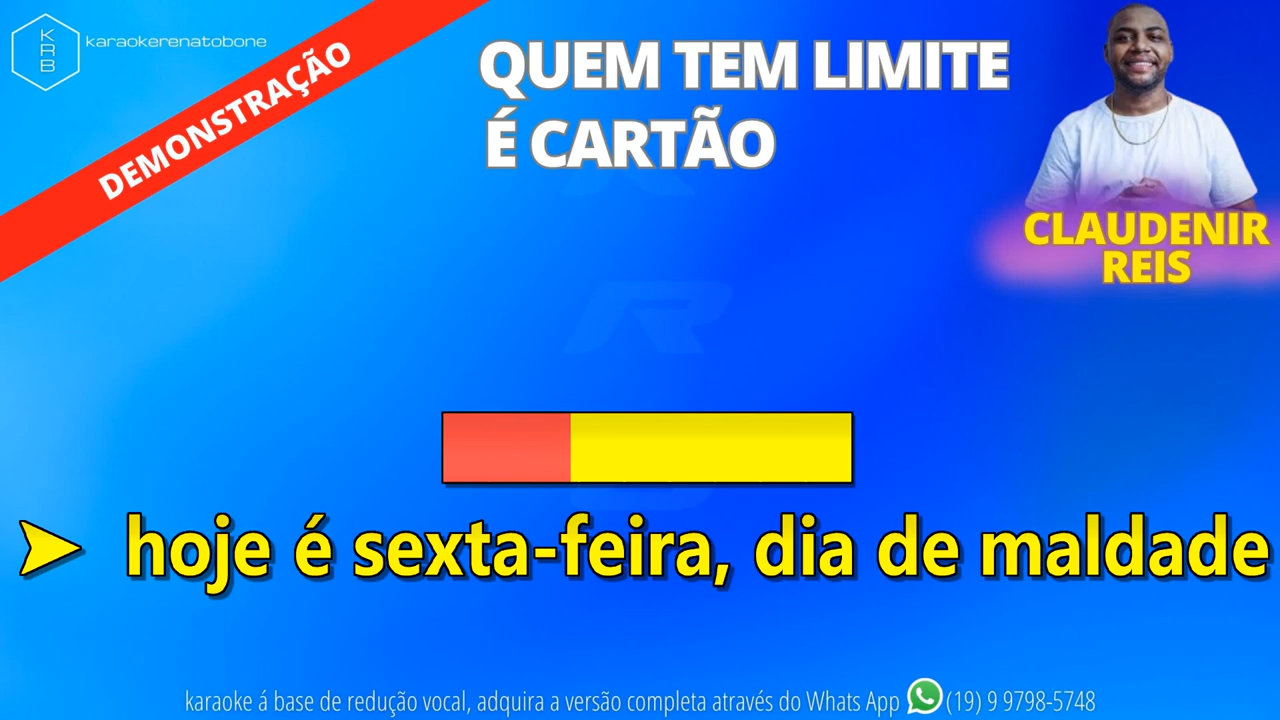 K
R
B
karaokerenatobone
DEMONSTRAÇÃO
QUEM TEM LIMITE
É CARTÃO
CLAUDENIR
REIS
R
➤ hoje é sexta-feira, dia de maldade
karaoke á base de redução vocal, adquira a versão completa através do Whats App (19) 9 9798-5748